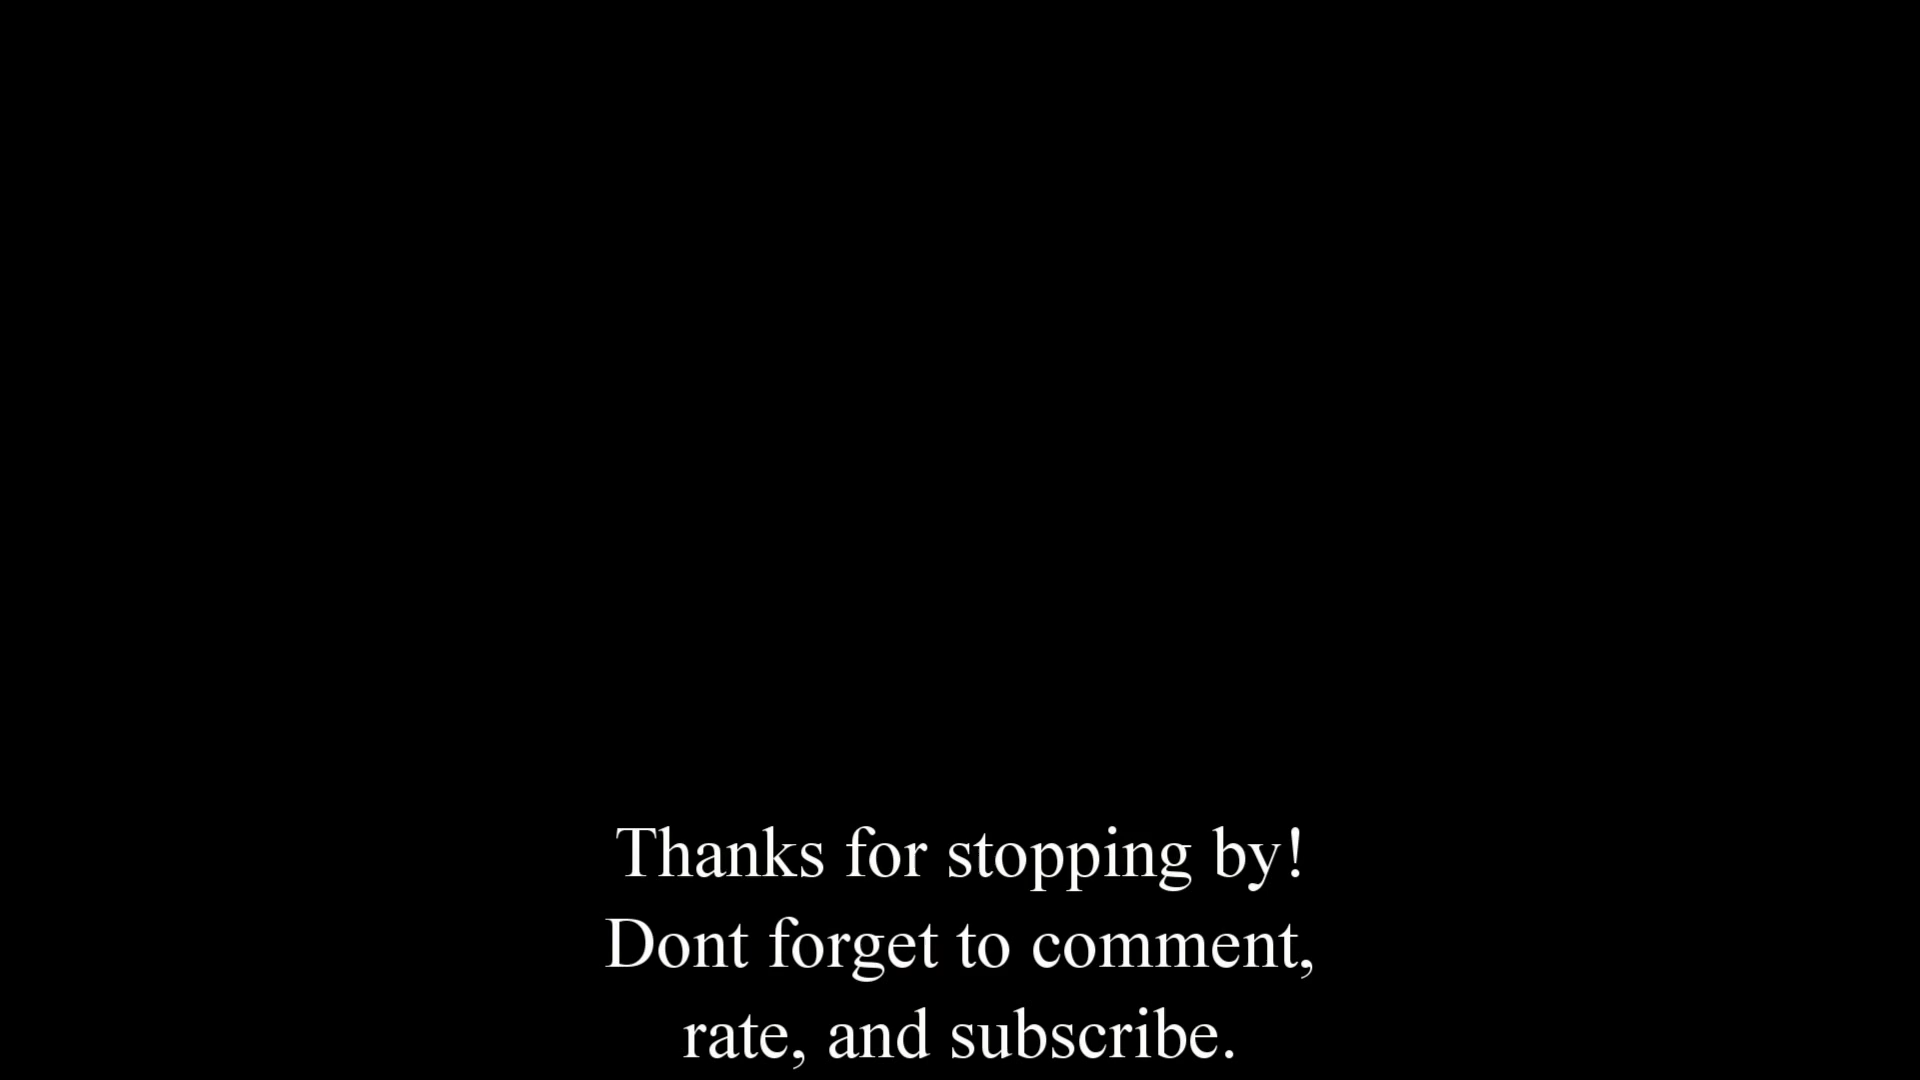 Thanks for stopping by!
Dont forget to comment,
rate, and subscribe.